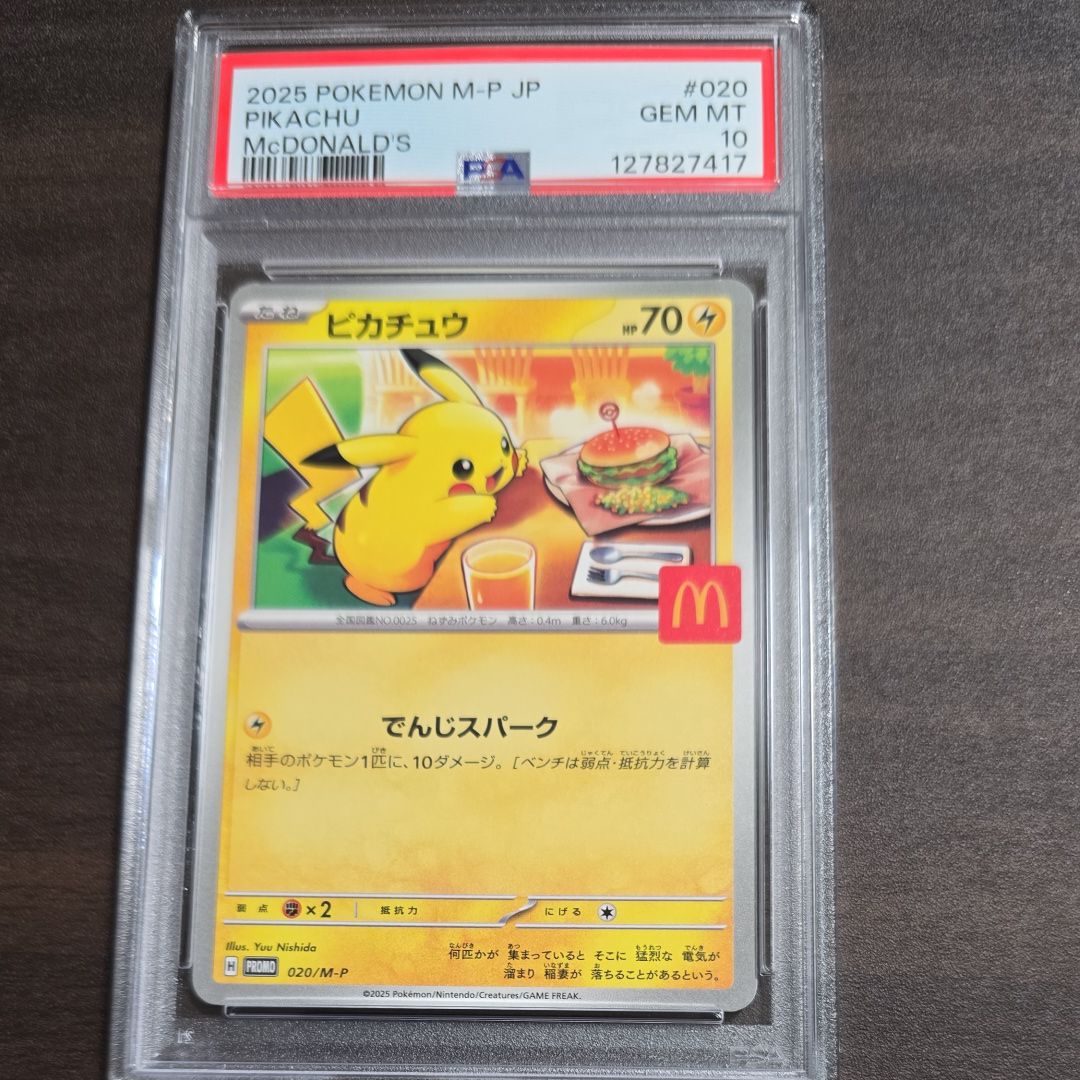 2025 POKEMON M-P JP #020
PIKACHU GEM MT
McDONALD'S 10
PSA 127827417
たね ピカチュウ HP70
全国図鑑NO.0025 ねずみポケモン 高さ:0.4m 重さ:6.0kg
でんじスパーク
相手のポケモン1匹に、10ダメージ。[ベンチは弱点・抵抗力を計算
しない。]
弱点 ×2 抵抗力 にげる
Illus. Yuu Nishida
何匹かが 集まっていると そこに 猛烈な 電気が
溜まり 稲妻が 落ちることがあるという。
H PROMO 020/M-P
©2025 Pokémon/Nintendo/Creatures/GAME FREAK.